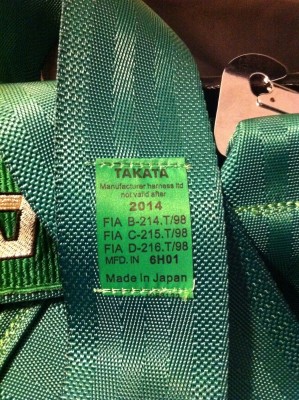 TAKATA
Manufacturer harness ltd
not valid after
2014
FIA B-214.T/98
FIA C-215.T/98
FIA D-216.T/98
MFD. IN 6H01
Made in Japan